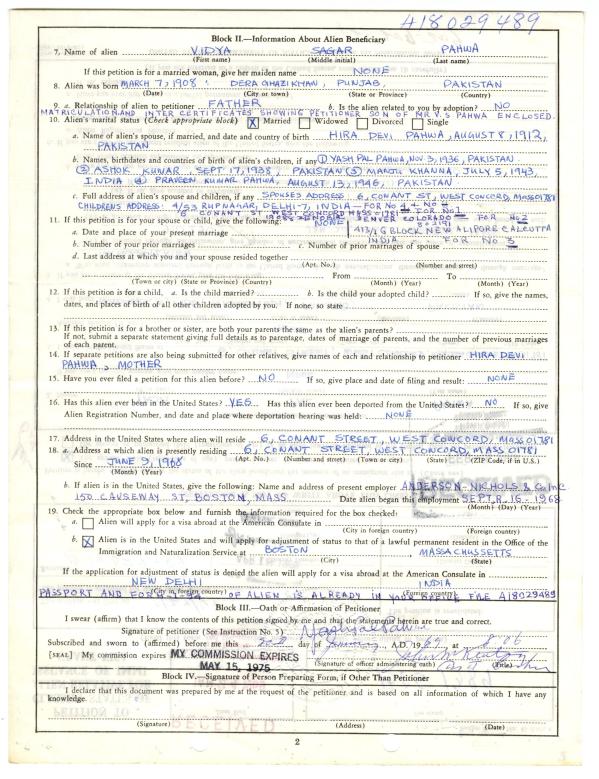 418029489
Block II.—Information About Alien Beneficiary
7. Name of alien VIDYA SAGAR PAHWA
(First name) (Middle initial) (Last name)
If this petition is for a married woman, give her maiden name NONE
8. Alien was born MARCH 7, 1908 DERA GHAZI KHAN, PUNJAB, PAKISTAN
(Date) (City or town) (State or Province) (Country)
9. a. Relationship of alien to petitioner FATHER b. Is the alien related to you by adoption? NO
MATRICULATION AND INTER CERTIFICATES SHOWING PETITIONER SON OF MR V.S PAHWA ENCLOSED.
10. Alien's marital status (Check appropriate block) X Married Widowed Divorced Single
a. Name of alien's spouse, if married, and date and country of birth HIRA DEVI PAHWA, AUGUST 8, 1912,
PAKISTAN
b. Names, birthdates and countries of birth of alien's children, if any ① YASH PAL PAHWA, NOV 3, 1936, PAKISTAN
② ASHOK KUMAR SEPT 17, 1938, PAKISTAN ③ MANJU KHANNA, JULY 5, 1943,
INDIA ④ PRAVEEN KUMAR PAHWA, AUGUST 13, 1946, PAKISTAN
c. Full address of alien's spouse and children, if any SPOUSES ADDRESS 6, CONANT ST, WEST CONCORD, MASS 01781
CHILDRENS ADDRESS: 4/53 RUPNAGAR, DELHI-7, INDIA - FOR NO 4
6 CONANT ST. WEST CONCORD MASS - 1781 FOR NO 1
DENVER COLORADO FOR NO 2
11. If this petition is for your spouse or child, give the following: NONE
a. Date and place of your present marriage 413/1 G BLOCK NEW ALIPORE CALCUTTA
b. Number of your prior marriages c. Number of prior marriages of spouse INDIA - FOR NO 3
d. Last address at which you and your spouse resided together
(Apt. No.) (Number and street)
From To
(Town or city) (State or Province) (Country) (Month) (Year) (Month) (Year)
12. If this petition is for a child, a. Is the child married? b. Is the child your adopted child? If so, give the names,
dates, and places of birth of all other children adopted by you. If none, so state
13. If this petition is for a brother or sister, are both your parents the same as the alien's parents?
If not, submit a separate statement giving full details as to parentage, dates of marriage of parents, and the number of previous marriages
of each parent.
14. If separate petitions are also being submitted for other relatives, give names of each and relationship to petitioner HIRA DEVI
PAHWA, MOTHER
15. Have you ever filed a petition for this alien before? NO If so, give place and date of filing and result: NONE
16. Has this alien ever been in the United States? YES Has this alien ever been deported from the United States? NO If so, give
Alien Registration Number, and date and place where deportation hearing was held: NONE
17. Address in the United States where alien will reside 6, CONANT STREET, WEST CONCORD, MASS 01781
18. a. Address at which alien is presently residing 6, CONANT STREET, WEST CONCORD, MASS 01781
(Apt. No.) (Number and street) (Town or city) (State) (ZIP Code, if in U.S.)
Since JUNE 9, 1968
(Month) (Year)
b. If alien is in the United States, give the following: Name and address of present employer ANDERSON-NICHOLS & Co. Inc
150 CAUSEWAY ST, BOSTON, MASS Date alien began this employment SEPTR. 16 - 1968
(Month) (Day) (Year)
19. Check the appropriate box below and furnish the information required for the box checked:
a. Alien will apply for a visa abroad at the American Consulate in
(City in foreign country) (Foreign country)
b. X Alien is in the United States and will apply for adjustment of status to that of a lawful permanent resident in the Office of the
Immigration and Naturalization Service at BOSTON MASSACHUSSETTS
(City) (State)
If the application for adjustment of status is denied the alien will apply for a visa abroad at the American Consulate in
NEW DELHI INDIA
(City in foreign country) (Foreign country)
PASSPORT AND FORM I-94 OF ALIEN IS ALREADY IN YOUR OFFICE FILE A18029489
Block III.—Oath or Affirmation of Petitioner
I swear (affirm) that I know the contents of this petition signed by me and that the statements herein are true and correct.
Signature of petitioner (See Instruction No. 5)
Subscribed and sworn to (affirmed) before me this day of January, A.D. 1969, at
[SEAL] My commission expires MY COMMISSION EXPIRES
MAY 15, 1975
(Signature of officer administering oath) (Title)
Block IV.—Signature of Person Preparing Form, if Other Than Petitioner
I declare that this document was prepared by me at the request of the petitioner and is based on all information of which I have any
knowledge.
(Signature) (Address) (Date)
RECEIVED
2